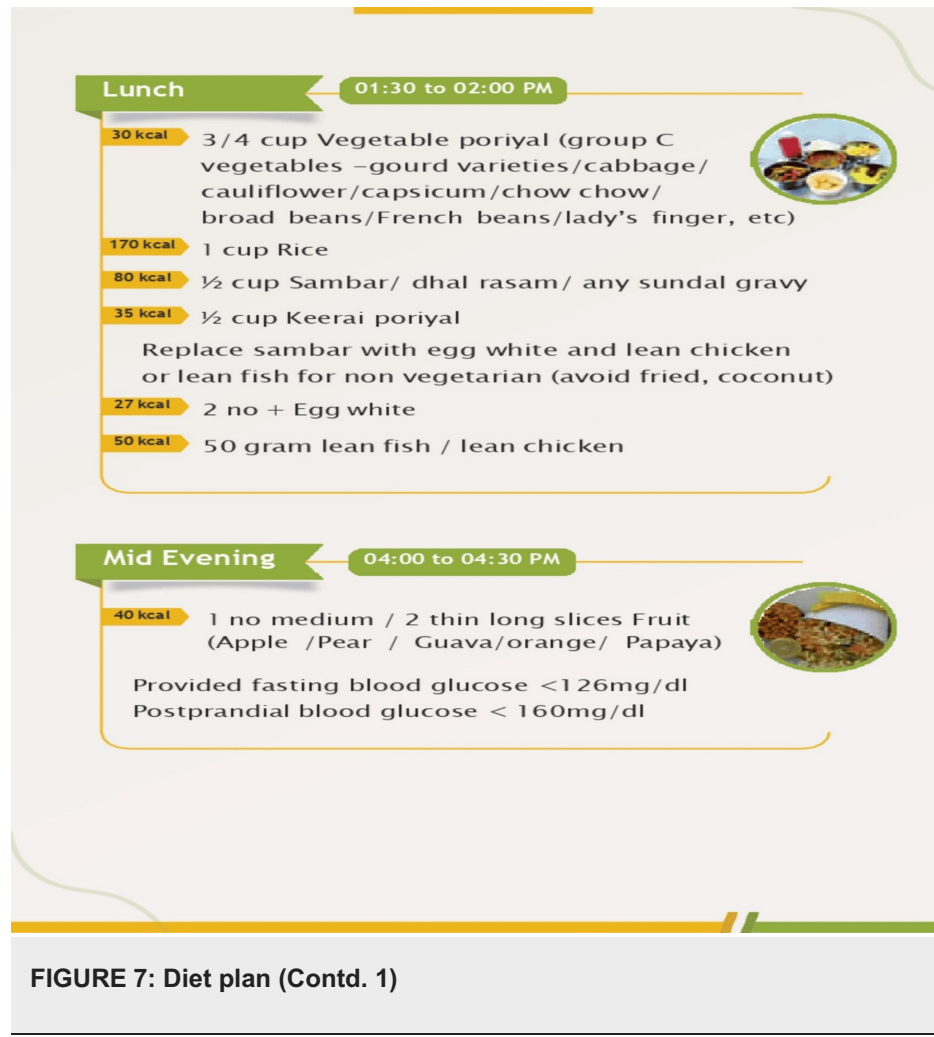 Lunch 01:30 to 02:00 PM
30 kcal 3/4 cup Vegetable poriyal (group C
vegetables –gourd varieties/cabbage/
cauliflower/capsicum/chow chow/
broad beans/French beans/lady's finger, etc)
170 kcal 1 cup Rice
80 kcal ½ cup Sambar/ dhal rasam/ any sundal gravy
35 kcal ½ cup Keerai poriyal
Replace sambar with egg white and lean chicken
or lean fish for non vegetarian (avoid fried, coconut)
27 kcal 2 no + Egg white
50 kcal 50 gram lean fish / lean chicken
Mid Evening 04:00 to 04:30 PM
40 kcal 1 no medium / 2 thin long slices Fruit
(Apple /Pear / Guava/orange/ Papaya)
Provided fasting blood glucose <126mg/dl
Postprandial blood glucose < 160mg/dl
FIGURE 7: Diet plan (Contd. 1)